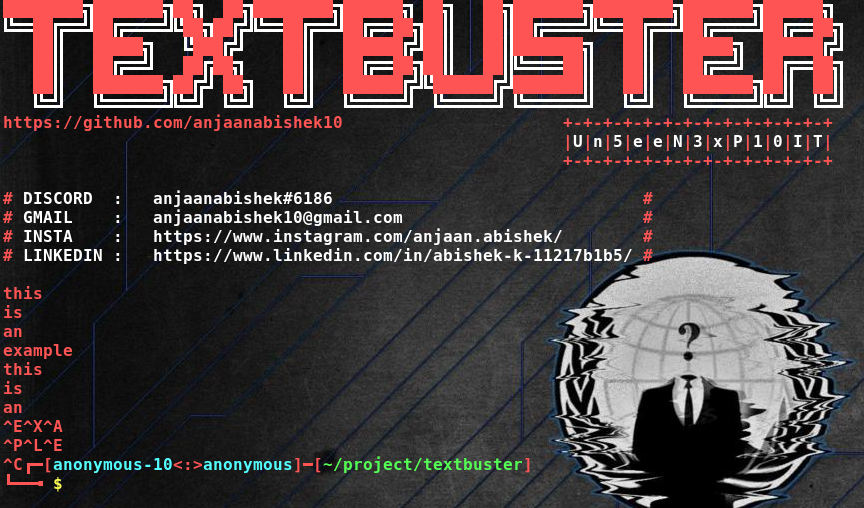 TEXTBUSTER
https://github.com/anjaanabishek10
+-+-+-+-+-+-+-+-+-+-+-+-+-+
|U|n|5|e|e|N|3|x|P|1|0|I|T|
+-+-+-+-+-+-+-+-+-+-+-+-+-+
# DISCORD : anjaanabishek#6186 #
# GMAIL : anjaanabishek10@gmail.com #
# INSTA : https://www.instagram.com/anjaan.abishek/ #
# LINKEDIN : https://www.linkedin.com/in/abishek-k-11217b1b5/ #
this
is
an
example
this
is
an
^E^X^A
^P^L^E
^C┌─[anonymous-10<:>anonymous]─[~/project/textbuster]
└──╼ $
?